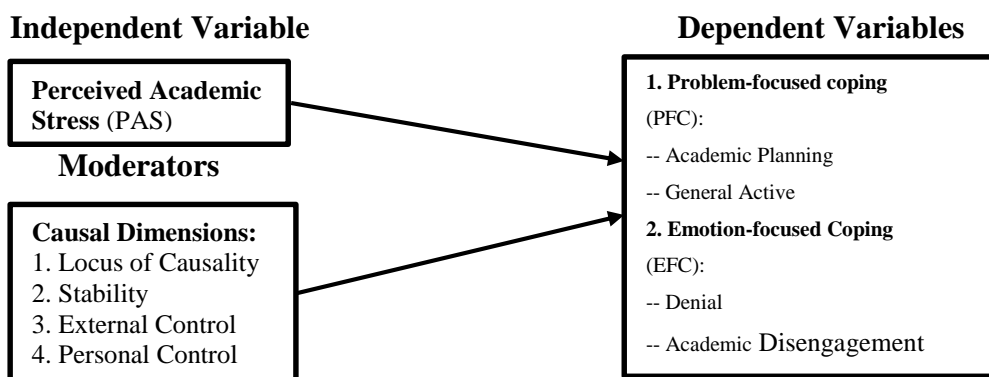 Independent Variable
Perceived Academic
Stress (PAS)
Moderators
Causal Dimensions:
1. Locus of Causality
2. Stability
3. External Control
4. Personal Control
Dependent Variables
1. Problem-focused coping
(PFC):
-- Academic Planning
-- General Active
2. Emotion-focused Coping
(EFC):
-- Denial
-- Academic Disengagement